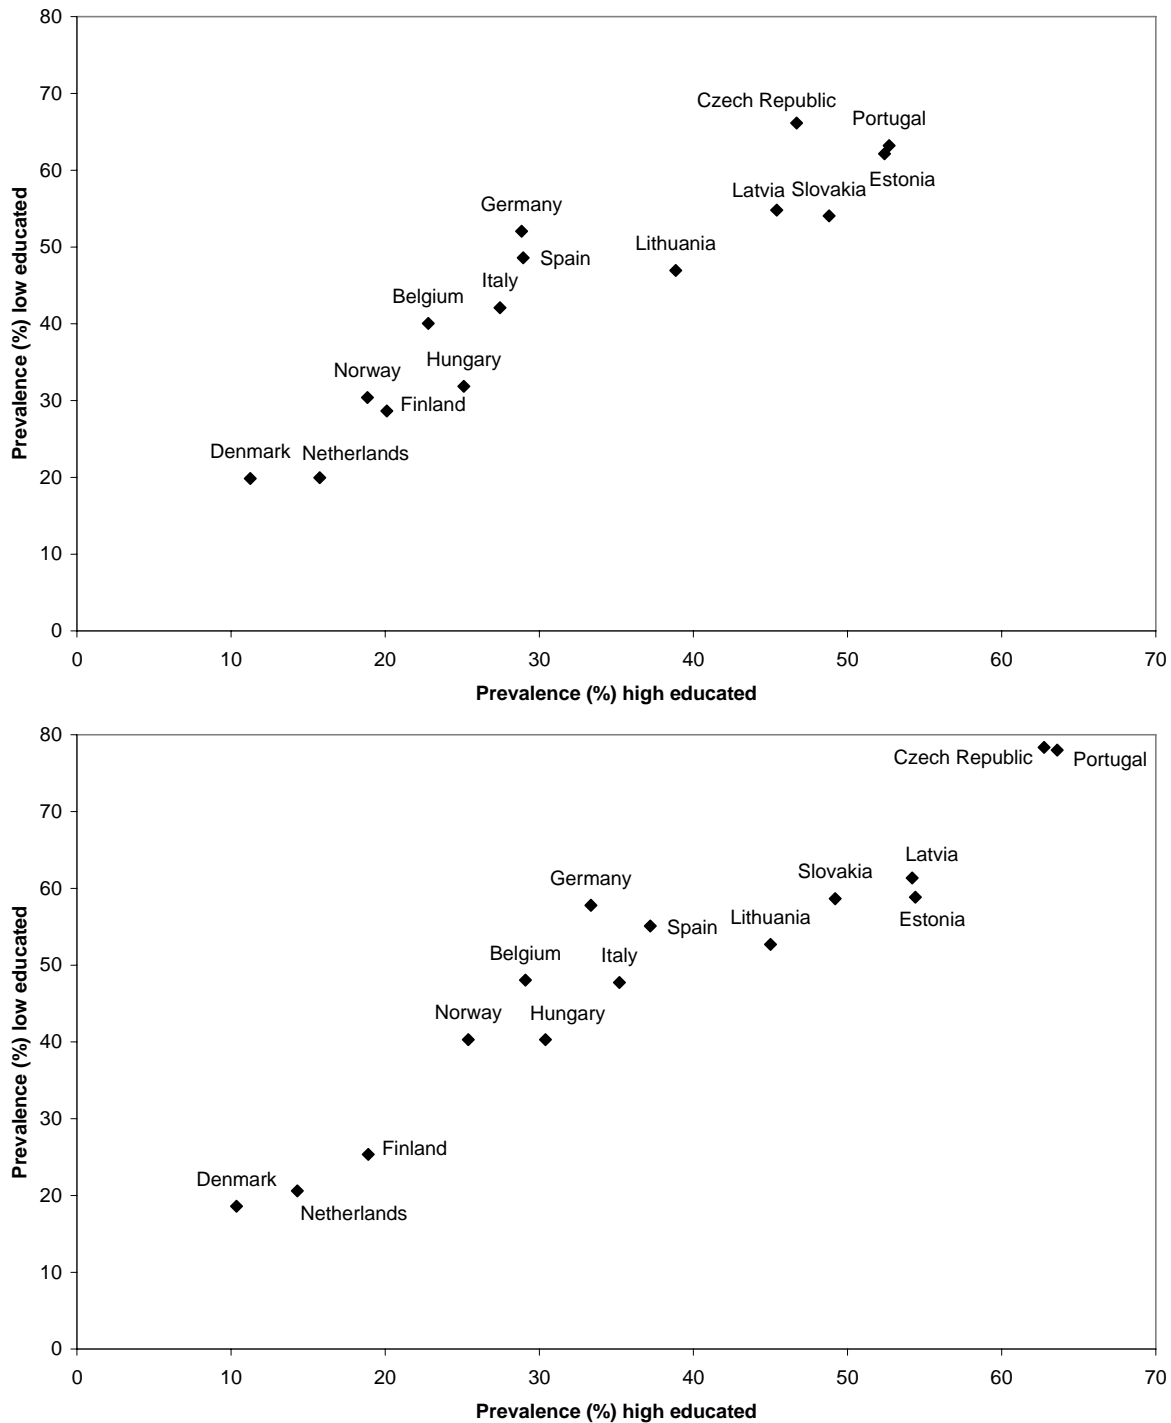 80
70
60
50
40
30
20
10
0
Prevalence (%) low educated
Czech Republic
Portugal
Estonia
Latvia Slovakia
Germany
Lithuania
Spain
Italy
Belgium
Hungary
Norway
Finland
Denmark Netherlands
0 10 20 30 40 50 60 70
Prevalence (%) high educated
80
70
60
50
40
30
20
10
0
Prevalence (%) low educated
Czech Republic
Portugal
Latvia
Slovakia
Germany
Estonia
Lithuania
Spain
Belgium
Italy
Norway
Hungary
Finland
Denmark
Netherlands
0 10 20 30 40 50 60 70
Prevalence (%) high educated